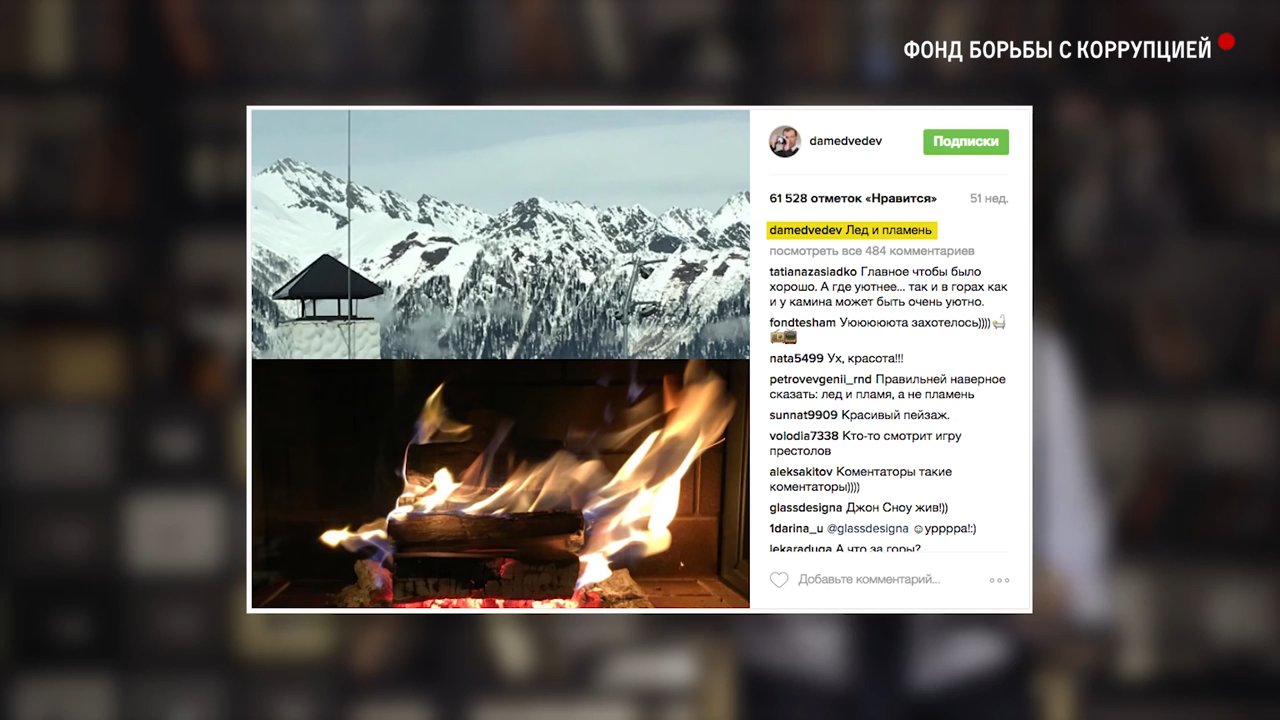 ФОНД БОРЬБЫ С КОРРУПЦИЕЙ
damedvedev
Подписки
61 528 отметок «Нравится»
51 нед.
damedvedev Лед и пламень
посмотреть все 484 комментариев
tatianazasiadko Главное чтобы было
хорошо. А где уютнее... так и в горах как
и у камина может быть очень уютно.
fondtesham Уюююююта захотелось))))
nata5499 Ух, красота!!!
petrovevgenii_rnd Правильней наверное
сказать: лед и пламя, а не пламень
sunnat9909 Красивый пейзаж.
volodia7338 Кто-то смотрит игру
престолов
aleksakitov Коментаторы такие
коментаторы))))
glassdesigna Джон Сноу жив!))
1darina_u @glassdesigna ☺урррра!:)
lekaraduga А что за горы?
Добавьте комментарий...